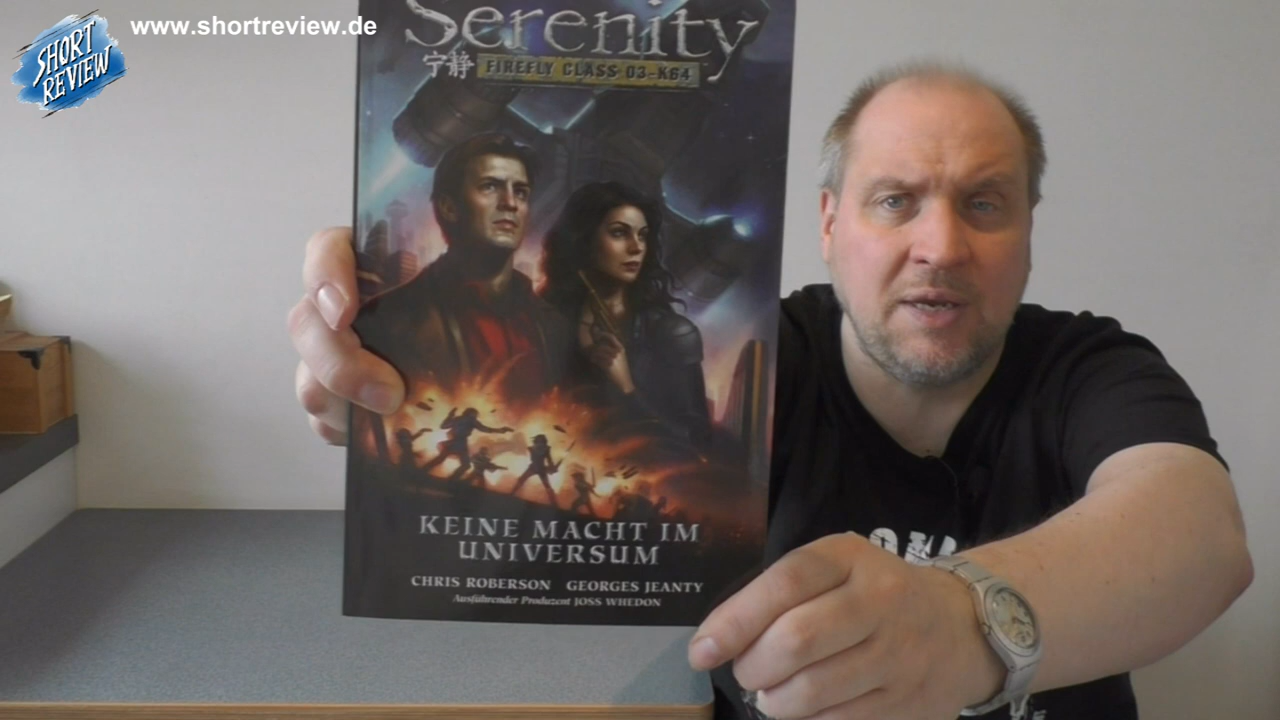 SHORT
REVIEW
www.shortreview.de
Serenity
宁静 FIREFLY CLASS 03-K64
KEINE MACHT IM
UNIVERSUM
CHRIS ROBERSON GEORGES JEANTY
Ausführender Produzent JOSS WHEDON